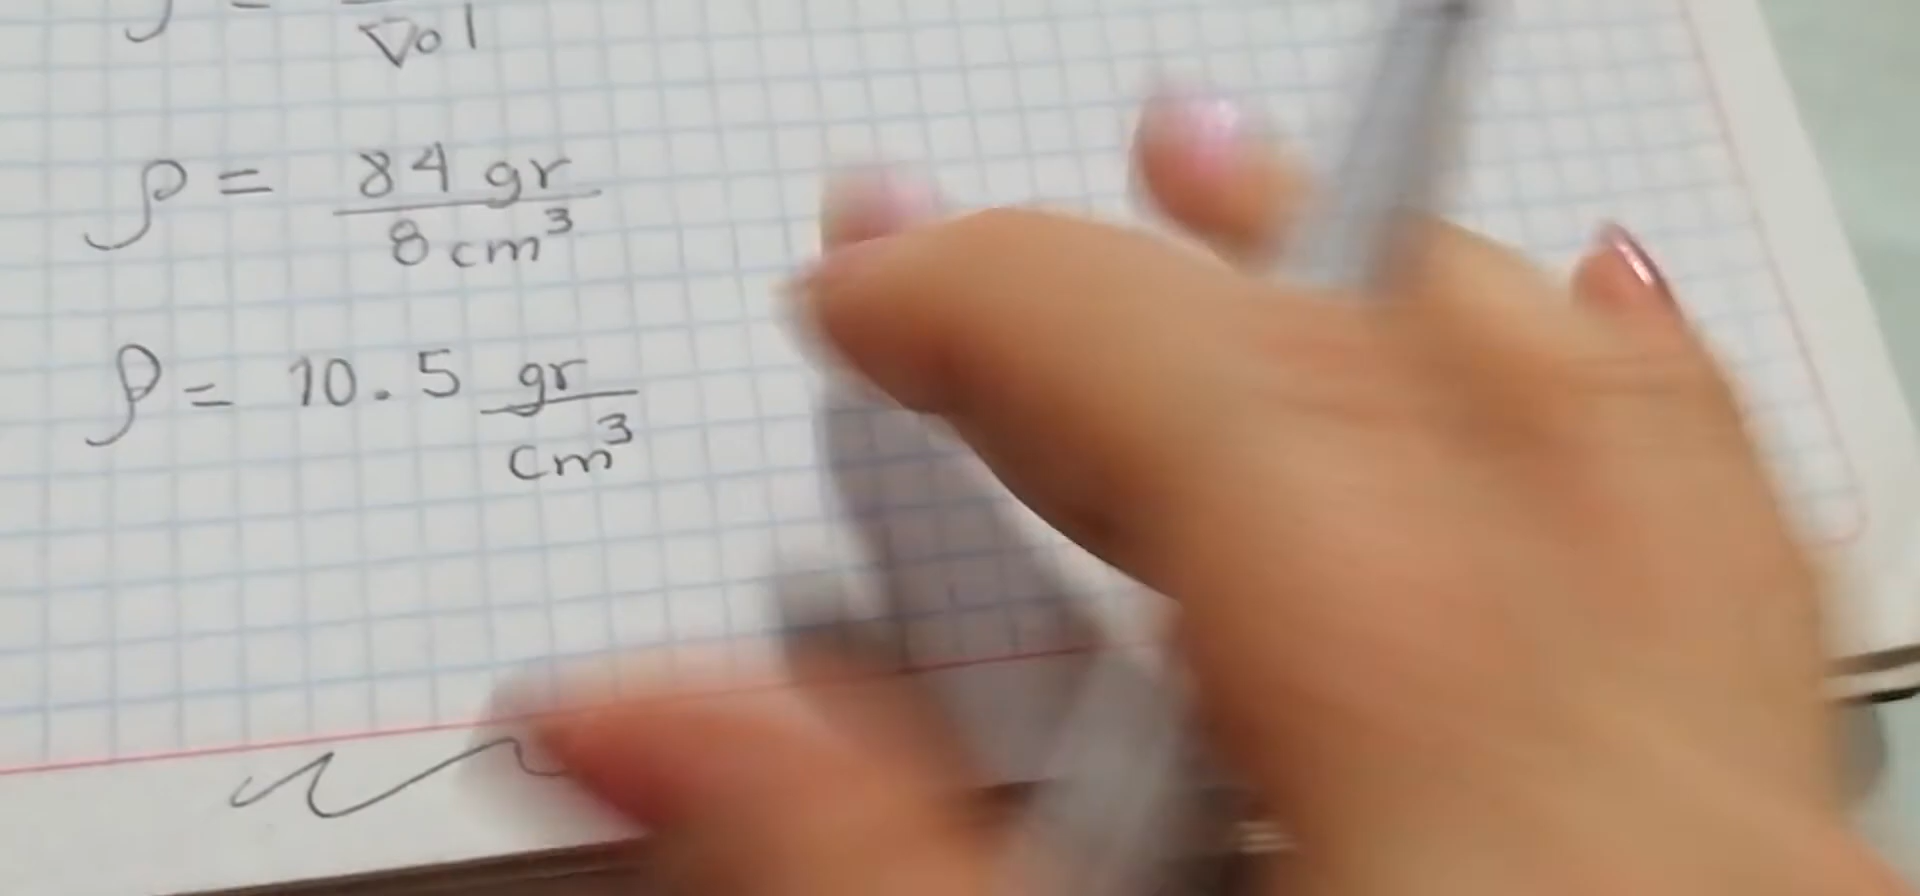 ρ = ―
Vol
ρ = 84 gr / 8 cm³
ρ = 10.5 gr / cm³